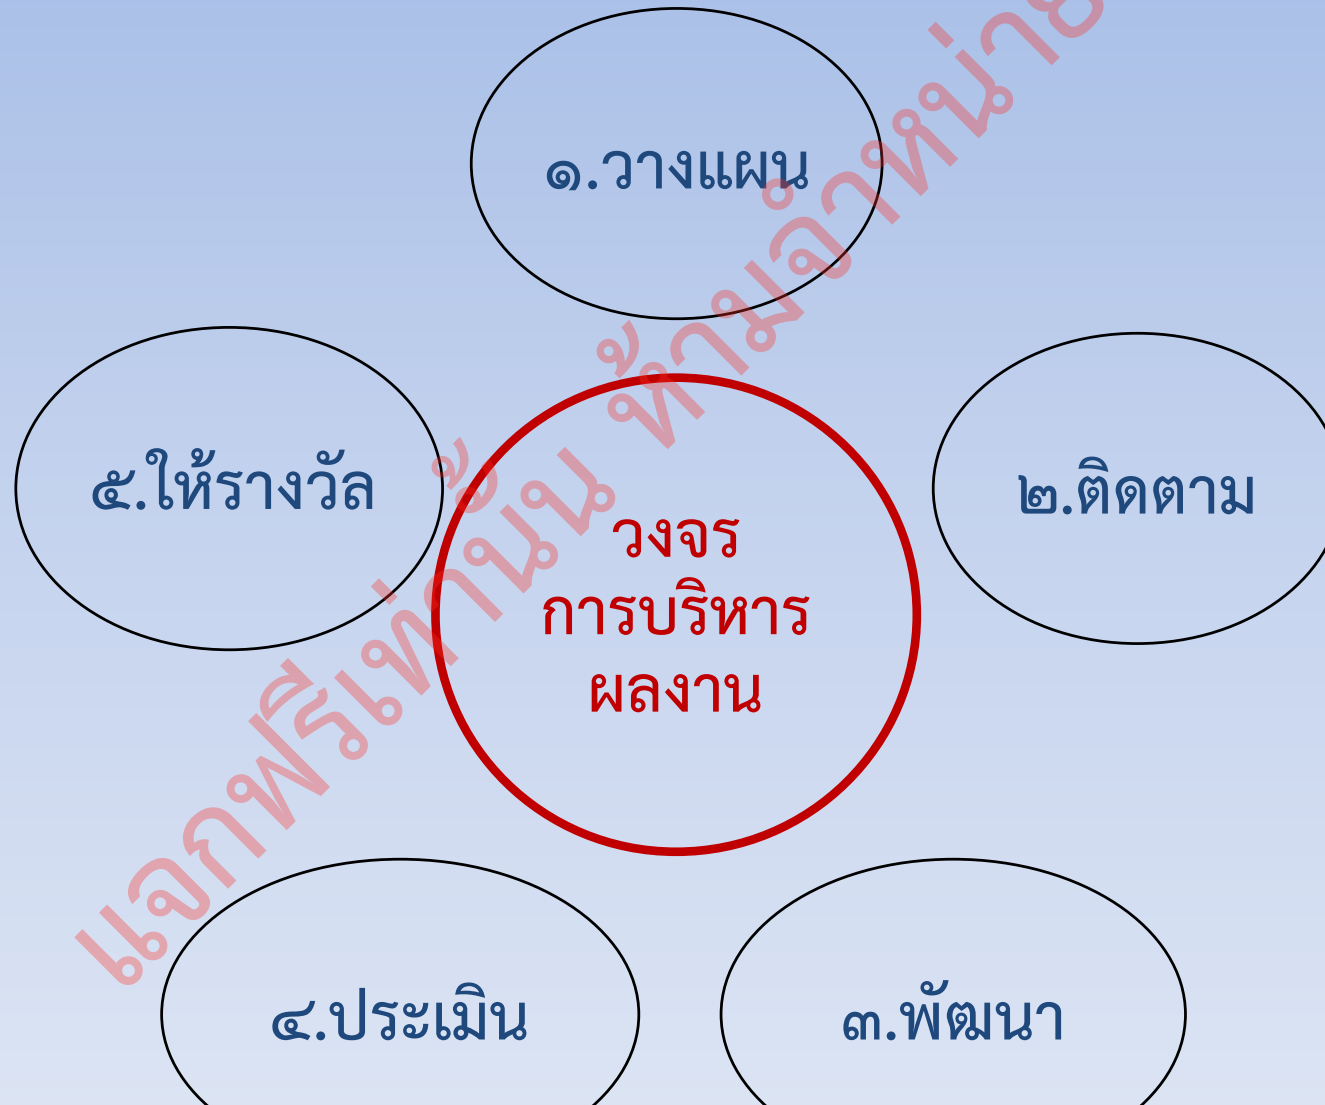 ๑.วางแผน
๒.ติดตาม
๓.พัฒนา
๔.ประเมิน
๕.ให้รางวัล
วงจร
การบริหาร
ผลงาน
แจกฟรีเท่านั้น ห้ามจำหน่าย